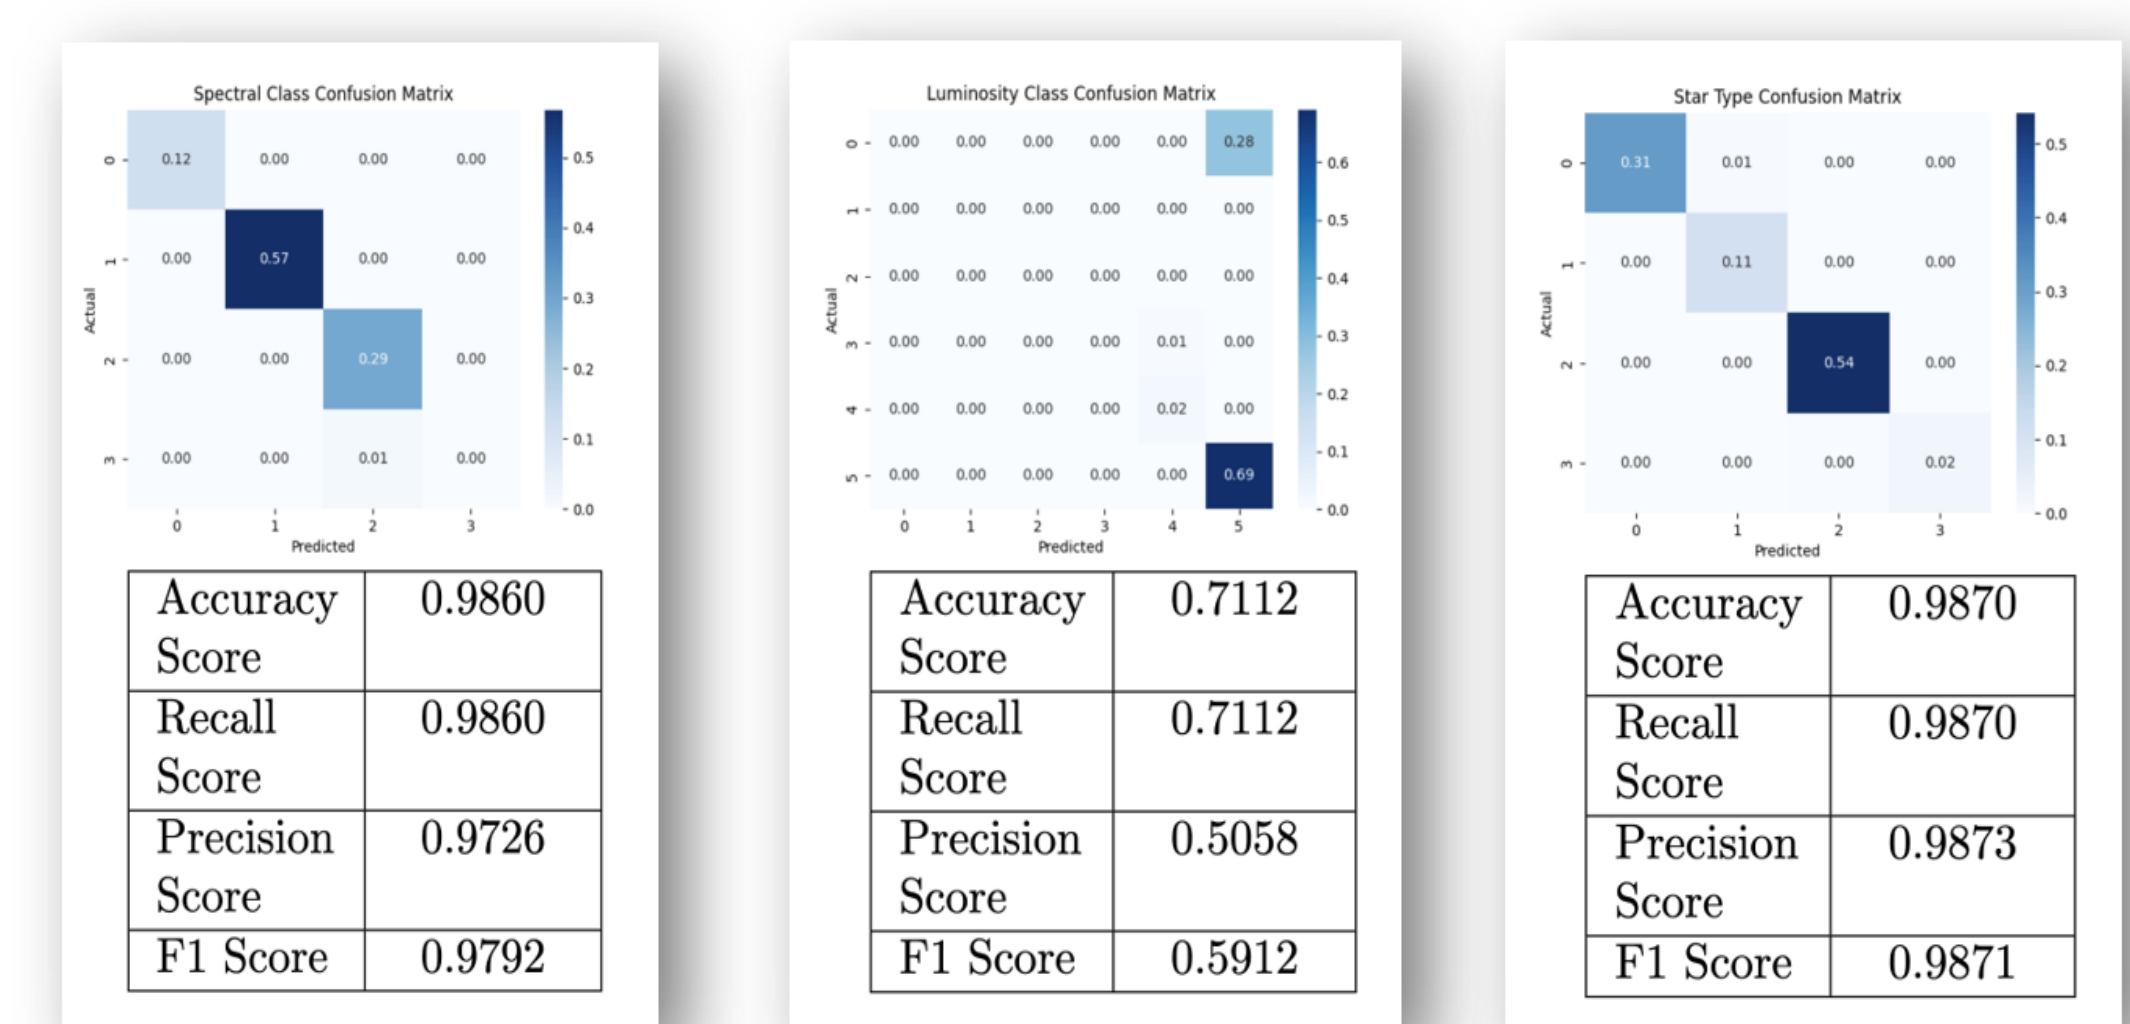 Spectral Class Confusion Matrix
0 0.12 0.00 0.00 0.00
1 0.00 0.57 0.00 0.00
2 0.00 0.00 0.29 0.00
3 0.00 0.00 0.01 0.00
0 1 2 3
Predicted
Actual
0.5
0.4
0.3
0.2
0.1
0.0
Accuracy Score 0.9860
Recall Score 0.9860
Precision Score 0.9726
F1 Score 0.9792
Luminosity Class Confusion Matrix
0 0.00 0.00 0.00 0.00 0.00 0.28
1 0.00 0.00 0.00 0.00 0.00 0.00
2 0.00 0.00 0.00 0.00 0.00 0.00
3 0.00 0.00 0.00 0.00 0.01 0.00
4 0.00 0.00 0.00 0.00 0.02 0.00
5 0.00 0.00 0.00 0.00 0.00 0.69
0 1 2 3 4 5
Predicted
Actual
0.6
0.5
0.4
0.3
0.2
0.1
0.0
Accuracy Score 0.7112
Recall Score 0.7112
Precision Score 0.5058
F1 Score 0.5912
Star Type Confusion Matrix
0 0.31 0.01 0.00 0.00
1 0.00 0.11 0.00 0.00
2 0.00 0.00 0.54 0.00
3 0.00 0.00 0.00 0.02
0 1 2 3
Predicted
Actual
0.5
0.4
0.3
0.2
0.1
0.0
Accuracy Score 0.9870
Recall Score 0.9870
Precision Score 0.9873
F1 Score 0.9871